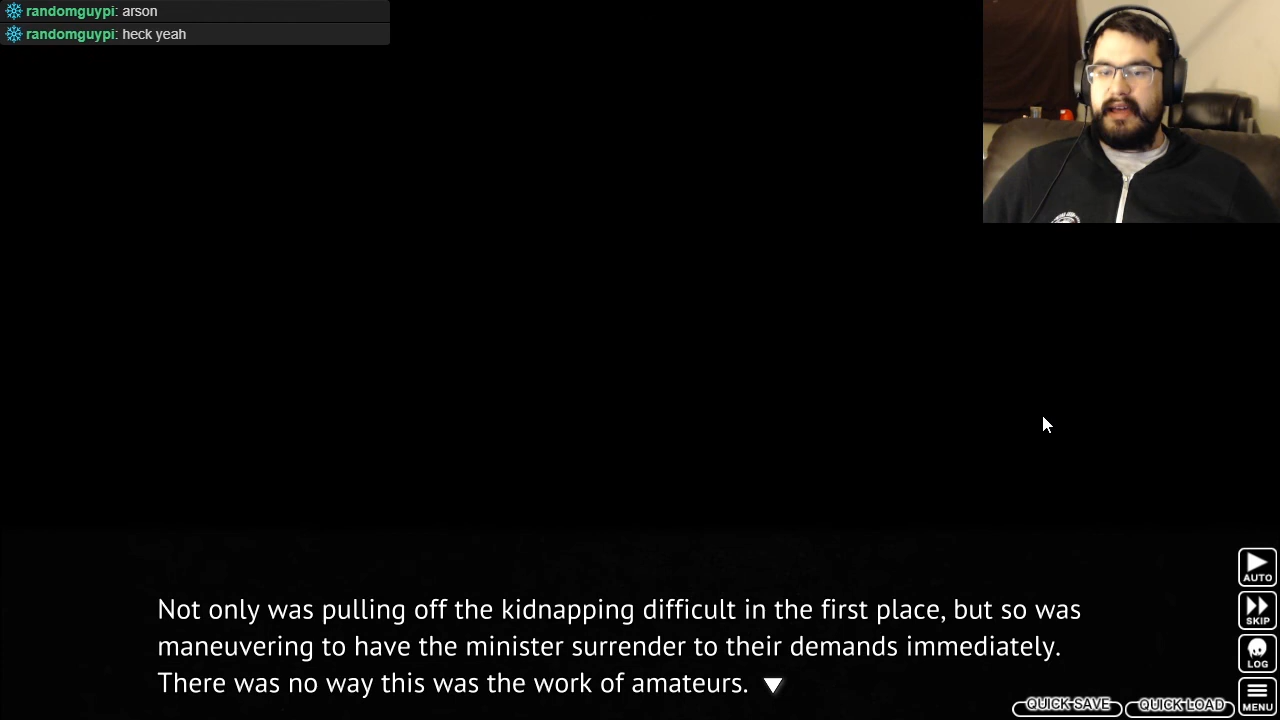 randomguypi: arson
randomguypi: heck yeah
Not only was pulling off the kidnapping difficult in the first place, but so was
maneuvering to have the minister surrender to their demands immediately.
There was no way this was the work of amateurs.
AUTO
SKIP
LOG
MENU
QUICK SAVE QUICK LOAD